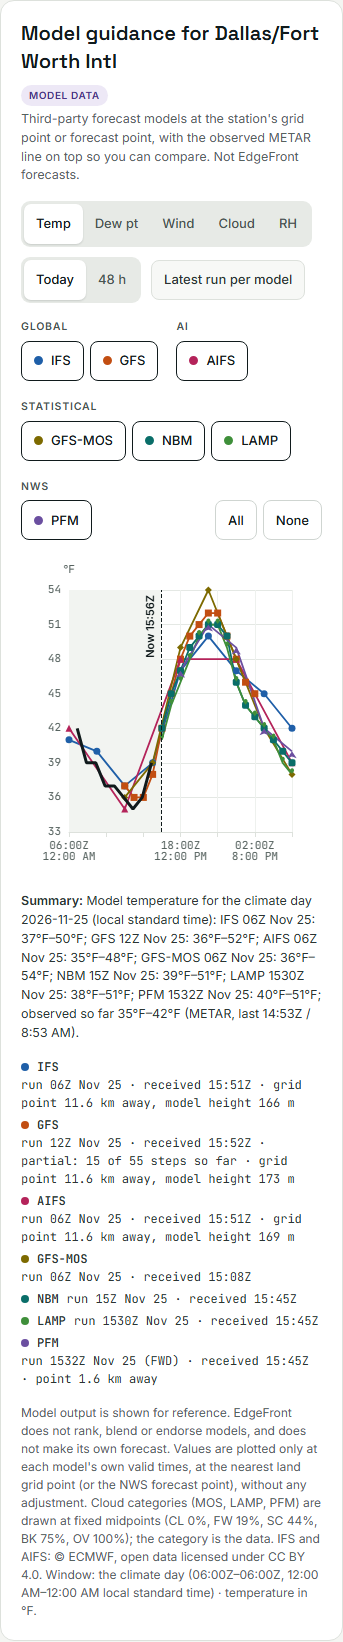 Model guidance for Dallas/Fort
Worth Intl
MODEL DATA
Third-party forecast models at the station's grid
point or forecast point, with the observed METAR
line on top so you can compare. Not EdgeFront
forecasts.
Temp Dew pt Wind Cloud RH
Today 48 h Latest run per model
GLOBAL AI
IFS GFS AIFS
STATISTICAL
GFS-MOS NBM LAMP
NWS
PFM All None
°F
54
51
48
45
42
39
36
33
Now 15:56Z
06:00Z 18:00Z 02:00Z
12:00 AM 12:00 PM 8:00 PM
Summary: Model temperature for the climate day
2026-11-25 (local standard time): IFS 06Z Nov 25:
37°F–50°F; GFS 12Z Nov 25: 36°F–52°F; AIFS 06Z
Nov 25: 35°F–48°F; GFS-MOS 06Z Nov 25: 36°F–
54°F; NBM 15Z Nov 25: 39°F–51°F; LAMP 1530Z
Nov 25: 38°F–51°F; PFM 1532Z Nov 25: 40°F–51°F;
observed so far 35°F–42°F (METAR, last 14:53Z /
8:53 AM).
IFS
run 06Z Nov 25 · received 15:51Z · grid
point 11.6 km away, model height 166 m
GFS
run 12Z Nov 25 · received 15:52Z ·
partial: 15 of 55 steps so far · grid
point 11.6 km away, model height 173 m
AIFS
run 06Z Nov 25 · received 15:51Z · grid
point 11.6 km away, model height 169 m
GFS-MOS
run 06Z Nov 25 · received 15:08Z
NBM run 15Z Nov 25 · received 15:45Z
LAMP run 1530Z Nov 25 · received 15:45Z
PFM
run 1532Z Nov 25 (FWD) · received 15:45Z
· point 1.6 km away
Model output is shown for reference. EdgeFront
does not rank, blend or endorse models, and does
not make its own forecast. Values are plotted only at
each model's own valid times, at the nearest land
grid point (or the NWS forecast point), without any
adjustment. Cloud categories (MOS, LAMP, PFM) are
drawn at fixed midpoints (CL 0%, FW 19%, SC 44%,
BK 75%, OV 100%); the category is the data. IFS and
AIFS: © ECMWF, open data licensed under CC BY
4.0. Window: the climate day (06:00Z–06:00Z, 12:00
AM–12:00 AM local standard time) · temperature in
°F.